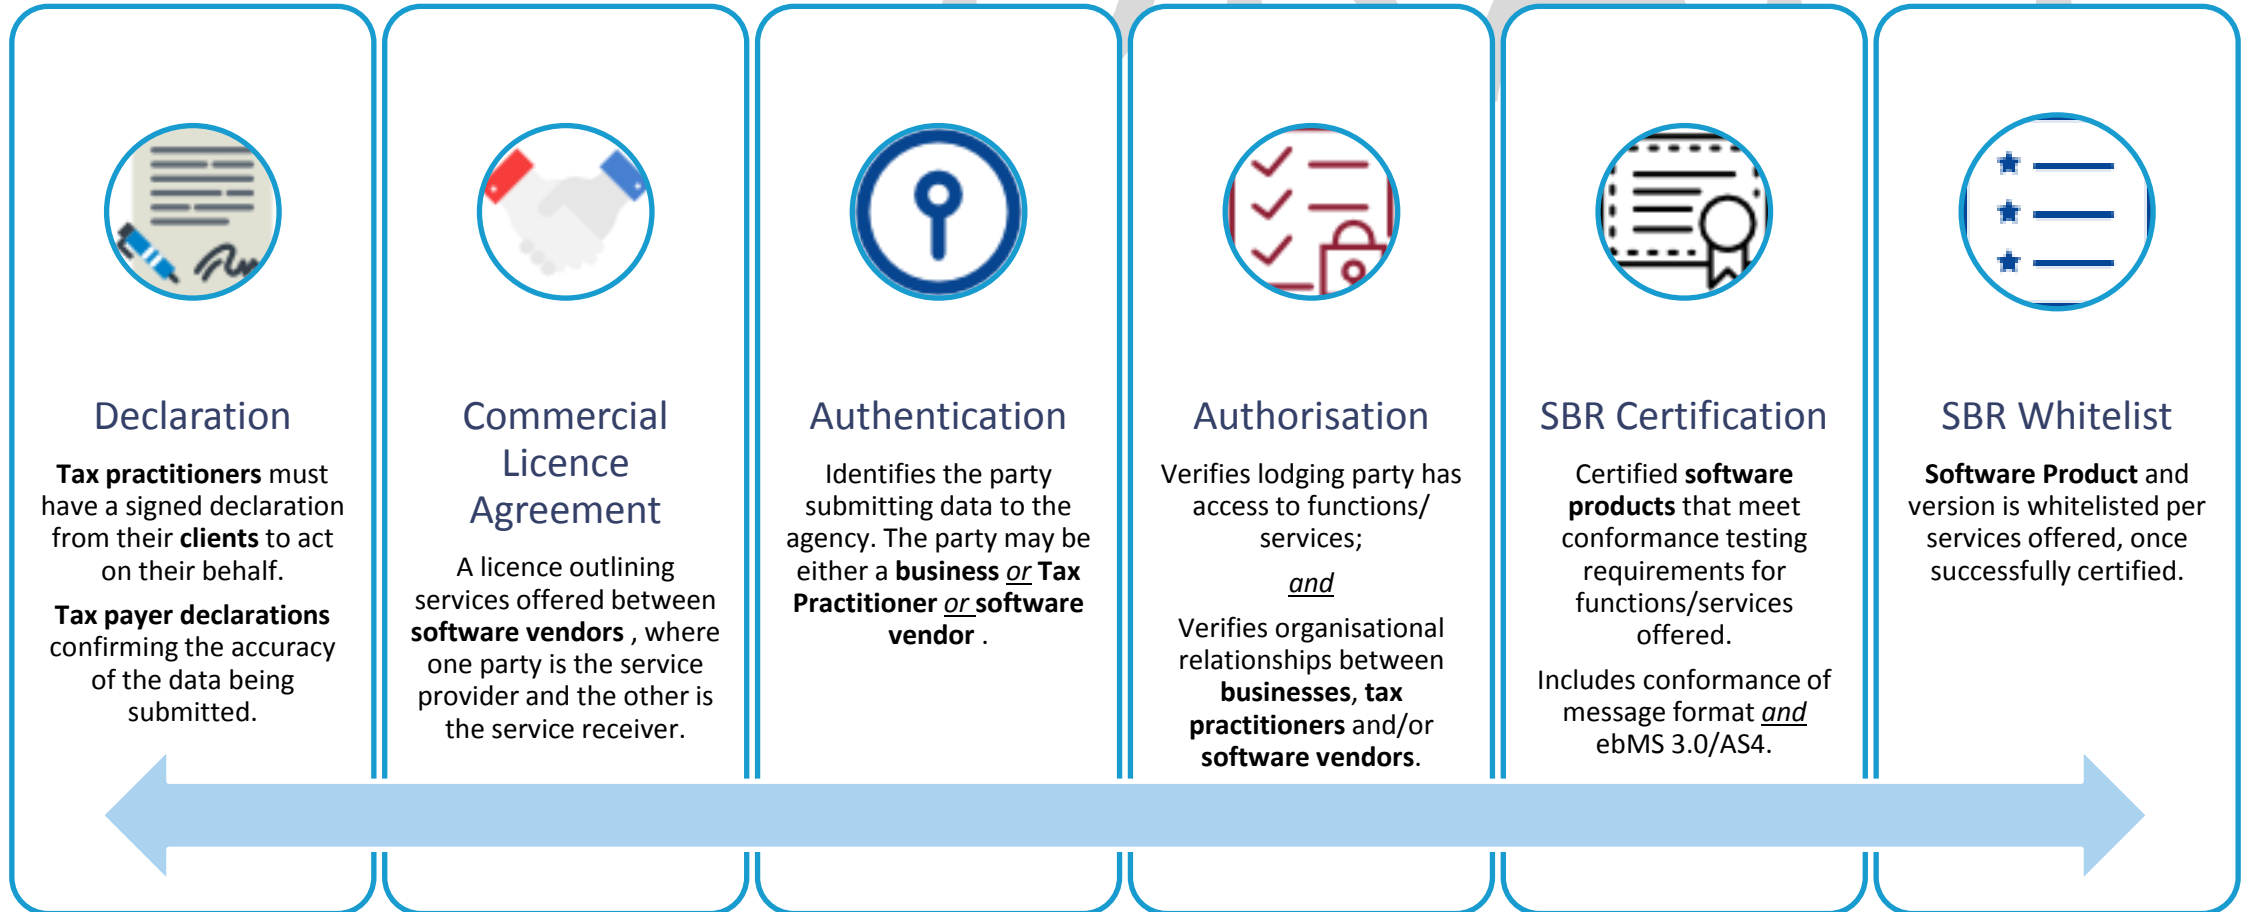 Declaration
Tax practitioners must
have a signed declaration
from their clients to act
on their behalf.
Tax payer declarations
confirming the accuracy
of the data being
submitted.
Commercial
Licence
Agreement
A licence outlining
services offered between
software vendors , where
one party is the service
provider and the other is
the service receiver.
Authentication
Identifies the party
submitting data to the
agency. The party may be
either a business or Tax
Practitioner or software
vendor .
Authorisation
Verifies lodging party has
access to functions/
services;
and
Verifies organisational
relationships between
businesses, tax
practitioners and/or
software vendors.
SBR Certification
Certified software
products that meet
conformance testing
requirements for
functions/services
offered.
Includes conformance of
message format and
ebMS 3.0/AS4.
SBR Whitelist
Software Product and
version is whitelisted per
services offered, once
successfully certified.